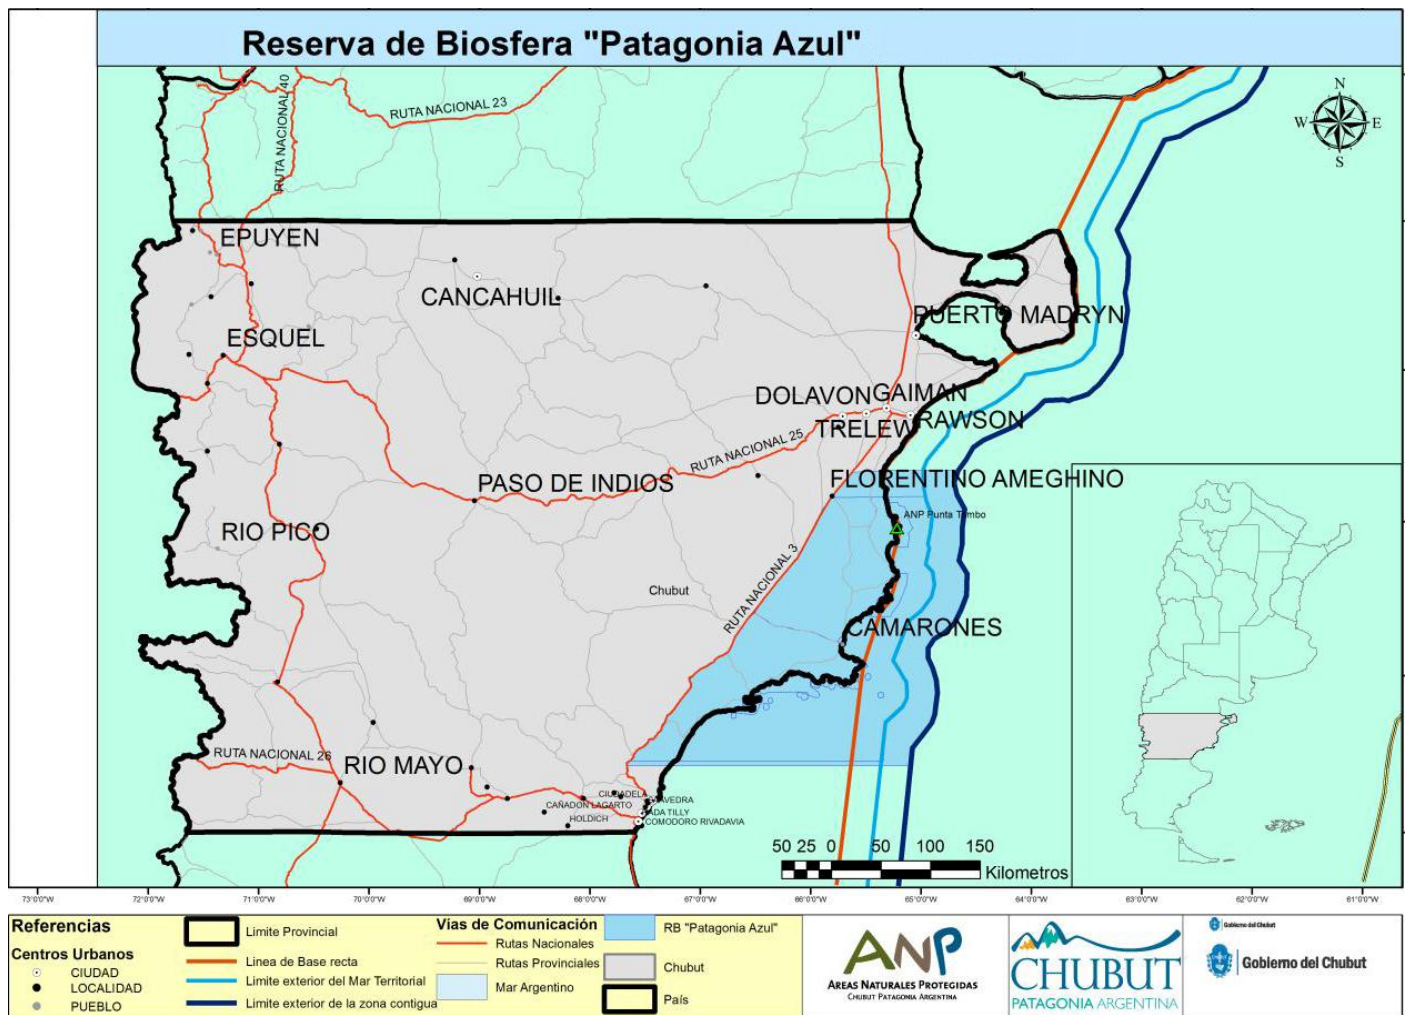 Reserva de Biosfera "Patagonia Azul"
RUTA NACIONAL 23
RUTA NACIONAL 40
N
W
E
S
EPUYEN
CANCAHUIL
PUERTO MADRYN
ESQUEL
DOLAVON
GAIMAN
TRELEW
RAWSON
RUTA NACIONAL 25
PASO DE INDIOS
FLORENTINO AMEGHINO
ANP Punta Tombo
RIO PICO
Chubut
RUTA NACIONAL 3
CAMARONES
RUTA NACIONAL 26
RIO MAYO
CIUDADELA
CAÑADON LAGARTO
ADA TILLY
HOLDICH
COMODORO RIVADAVIA
50 25 0 50 100 150
Kilometros
73°0'0"W 72°0'0"W 71°0'0"W 70°0'0"W 69°0'0"W 68°0'0"W 67°0'0"W 66°0'0"W 65°0'0"W 64°0'0"W 63°0'0"W 62°0'0"W 61°0'0"W
Referencias
Centros Urbanos
CIUDAD
LOCALIDAD
PUEBLO
Limite Provincial
Linea de Base recta
Limite exterior del Mar Territorial
Limite exterior de la zona contigua
Vias de Comunicación
Rutas Nacionales
Rutas Provinciales
Mar Argentino
RB "Patagonia Azul"
Chubut
País
ANP
AREAS NATURALES PROTEGIDAS
CHUBUT PATAGONIA ARGENTINA
CHUBUT
PATAGONIA ARGENTINA
Gobierno del Chubut
Gobierno del Chubut